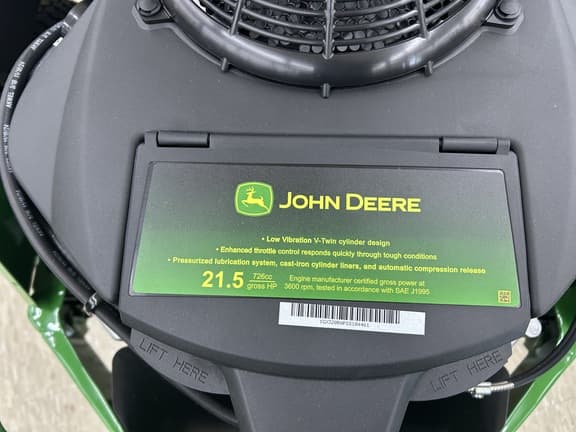 JOHN DEERE
• Low Vibration V-Twin cylinder design
• Enhanced throttle control responds quickly through tough conditions
• Pressurized lubrication system, cast-iron cylinder liners, and automatic compression release
21.5 726cc gross HP
Engine manufacturer certified gross power at
3600 rpm, tested in accordance with SAE J1995
LIFT HERE
LIFT HERE